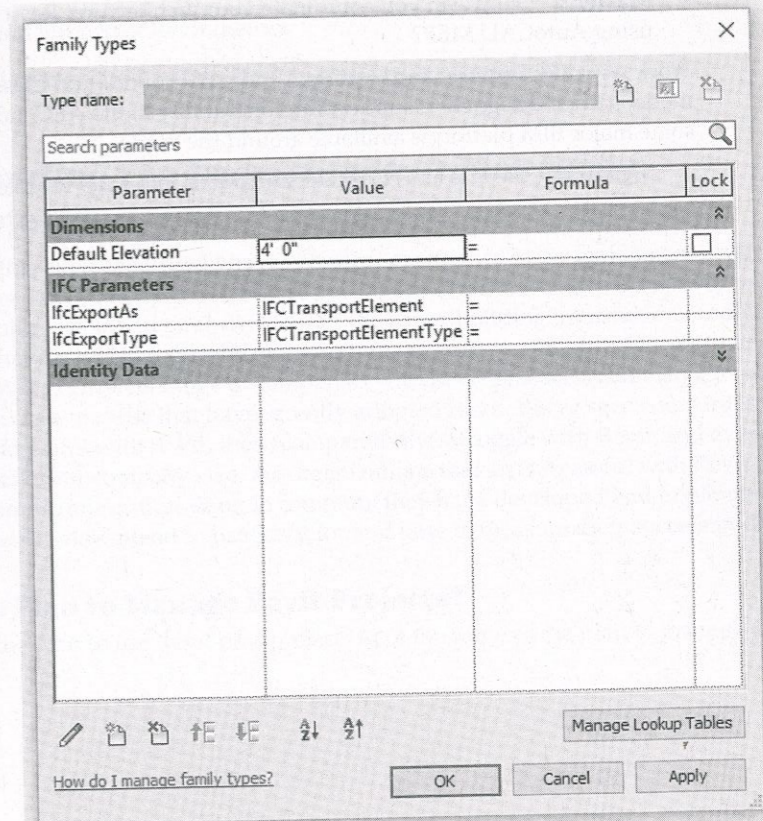 Family Types
Type name:
Search parameters
Parameter Value Formula Lock
Dimensions
Default Elevation 4' 0" =
IFC Parameters
IfcExportAs IFCTransportElement =
IfcExportType IFCTransportElementType =
Identity Data
Manage Lookup Tables
How do I manage family types? OK Cancel Apply